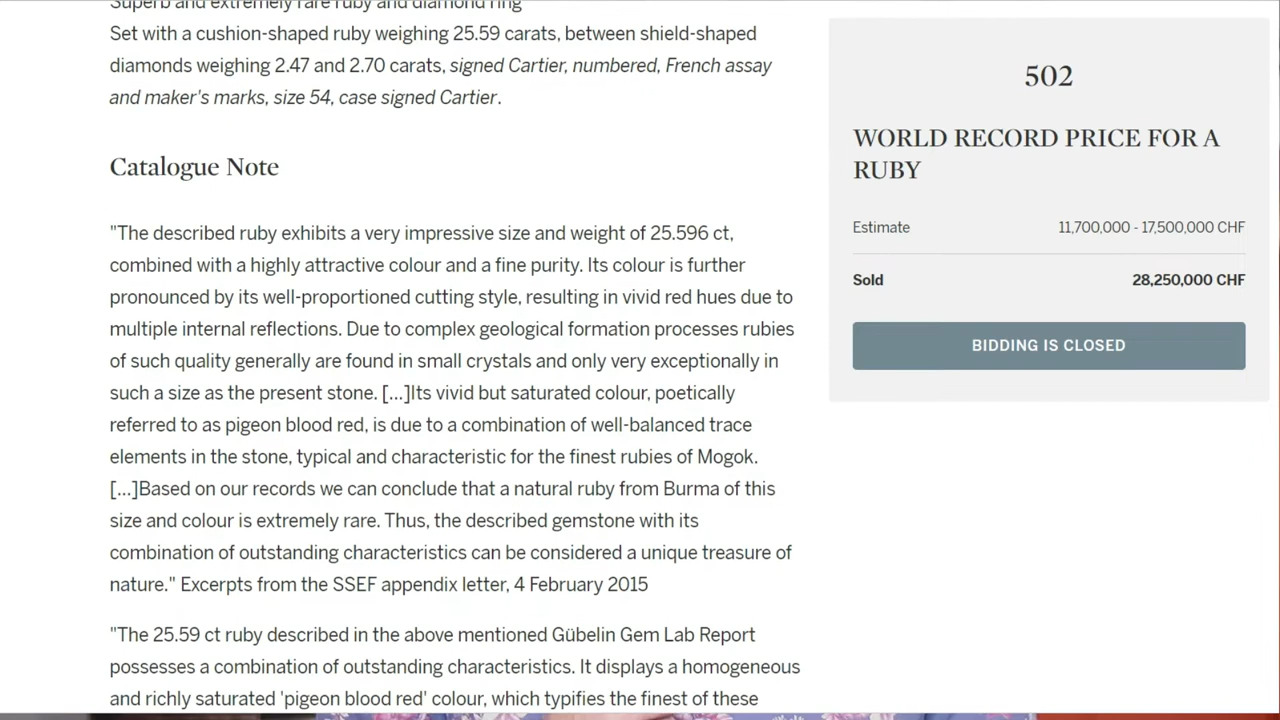 Superb and extremely rare ruby and diamond ring
Set with a cushion-shaped ruby weighing 25.59 carats, between shield-shaped
diamonds weighing 2.47 and 2.70 carats, signed Cartier, numbered, French assay
and maker's marks, size 54, case signed Cartier.
Catalogue Note
"The described ruby exhibits a very impressive size and weight of 25.596 ct,
combined with a highly attractive colour and a fine purity. Its colour is further
pronounced by its well-proportioned cutting style, resulting in vivid red hues due to
multiple internal reflections. Due to complex geological formation processes rubies
of such quality generally are found in small crystals and only very exceptionally in
such a size as the present stone. [...]Its vivid but saturated colour, poetically
referred to as pigeon blood red, is due to a combination of well-balanced trace
elements in the stone, typical and characteristic for the finest rubies of Mogok.
[...]Based on our records we can conclude that a natural ruby from Burma of this
size and colour is extremely rare. Thus, the described gemstone with its
combination of outstanding characteristics can be considered a unique treasure of
nature." Excerpts from the SSEF appendix letter, 4 February 2015
"The 25.59 ct ruby described in the above mentioned Gübelin Gem Lab Report
possesses a combination of outstanding characteristics. It displays a homogeneous
and richly saturated 'pigeon blood red' colour, which typifies the finest of these
502
WORLD RECORD PRICE FOR A
RUBY
Estimate 11,700,000 - 17,500,000 CHF
Sold 28,250,000 CHF
BIDDING IS CLOSED